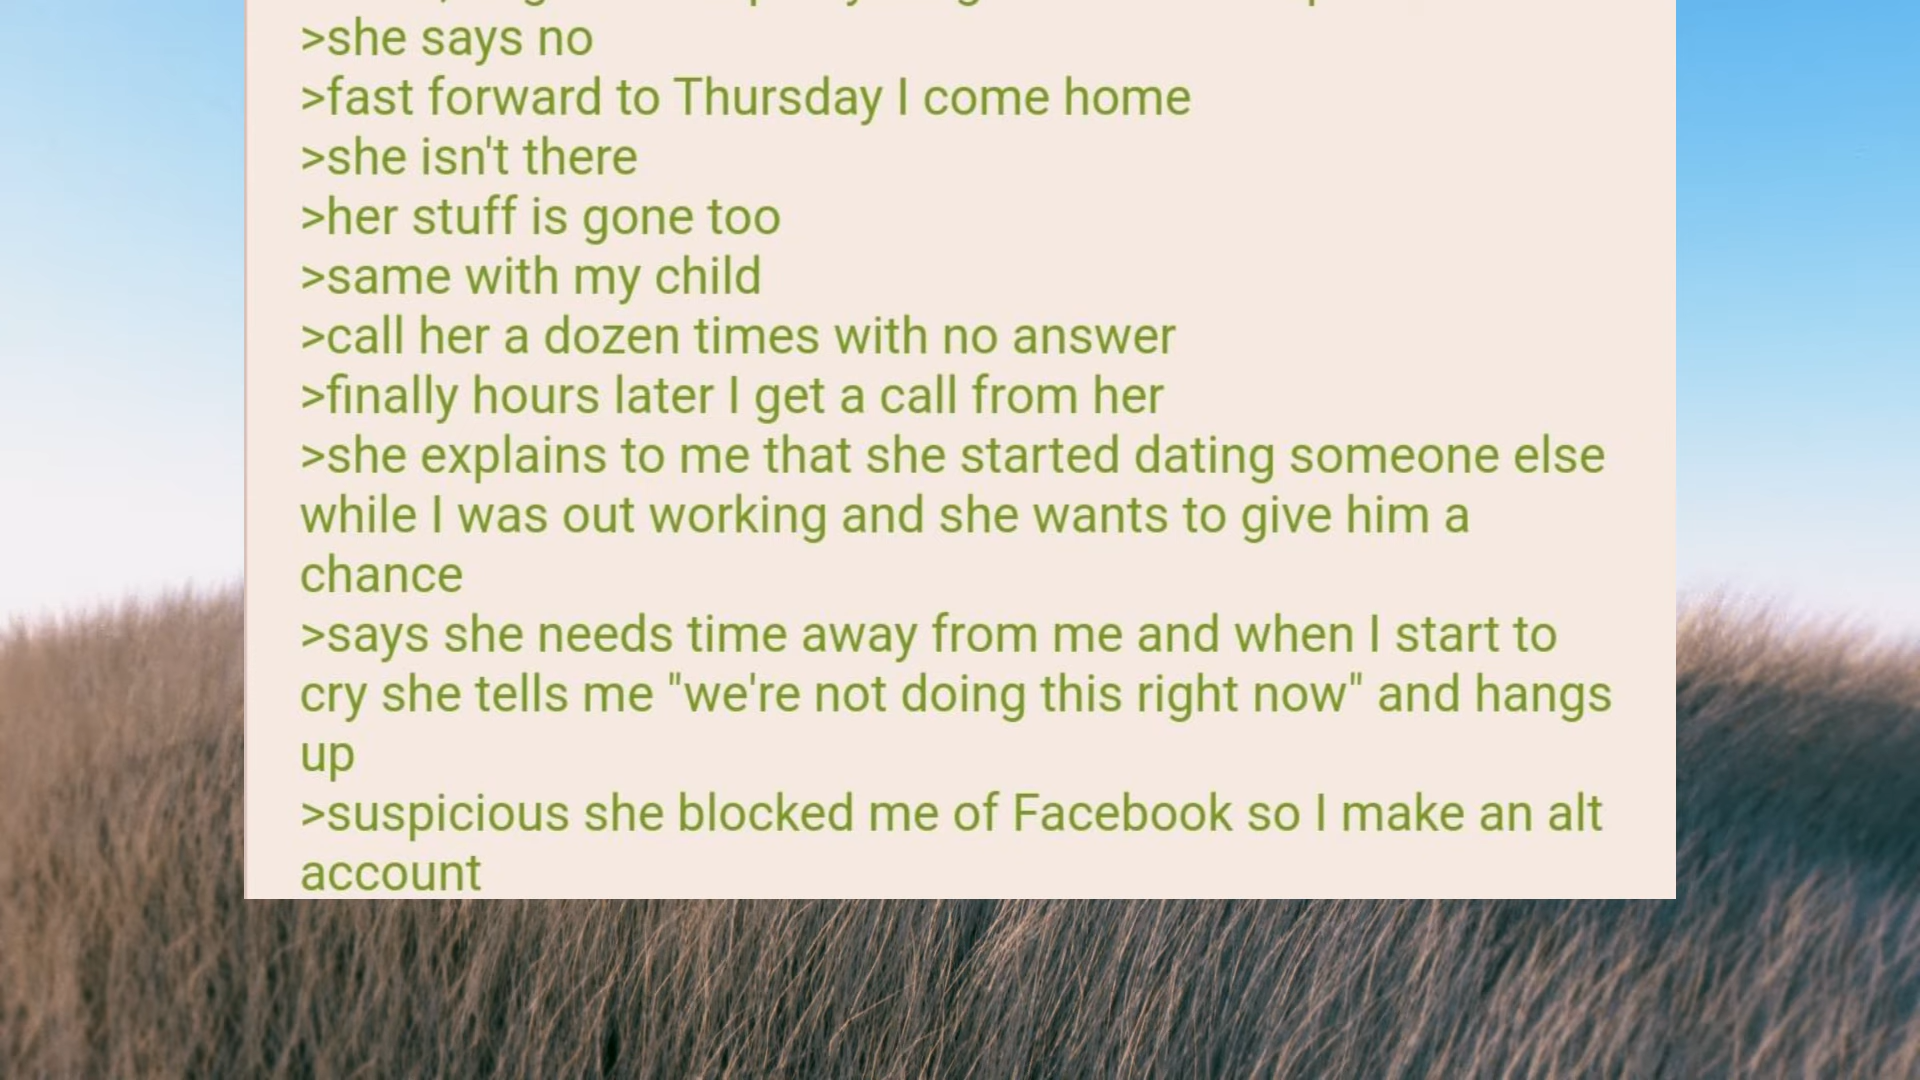 >she says no
>fast forward to Thursday I come home
>she isn't there
>her stuff is gone too
>same with my child
>call her a dozen times with no answer
>finally hours later I get a call from her
>she explains to me that she started dating someone else
while I was out working and she wants to give him a
chance
>says she needs time away from me and when I start to
cry she tells me "we're not doing this right now" and hangs
up
>suspicious she blocked me of Facebook so I make an alt
account